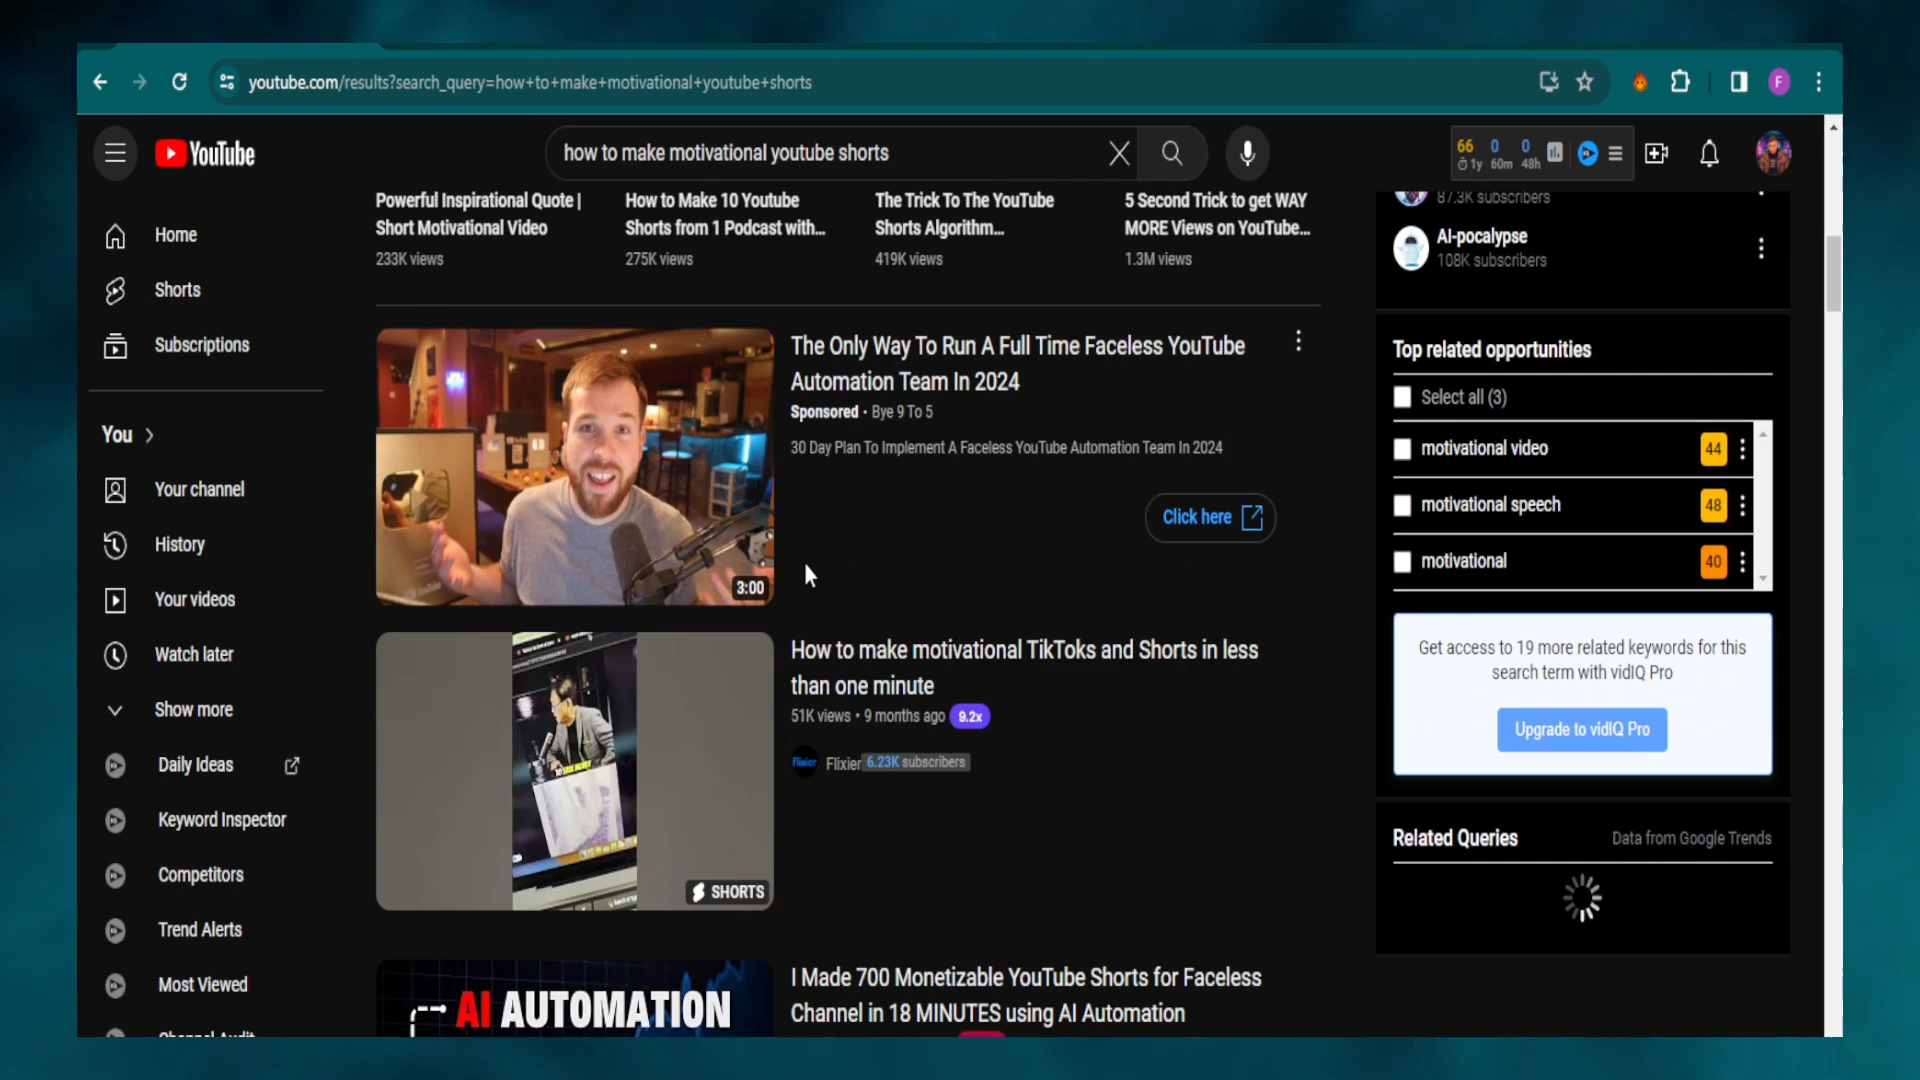 youtube.com/results?search_query=how+to+make+motivational+youtube+shorts
F
YouTube
how to make motivational youtube shorts
66 0 0
1y 60m 48h
Home
Shorts
Subscriptions
You
Your channel
History
Your videos
Watch later
Show more
Daily Ideas
Keyword Inspector
Competitors
Trend Alerts
Most Viewed
Channel Audit
Powerful Inspirational Quote |
Short Motivational Video
233K views
How to Make 10 Youtube
Shorts from 1 Podcast with...
275K views
The Trick To The YouTube
Shorts Algorithm...
419K views
5 Second Trick to get WAY
MORE Views on YouTube...
1.3M views
3:00
The Only Way To Run A Full Time Faceless YouTube
Automation Team In 2024
Sponsored • Bye 9 To 5
30 Day Plan To Implement A Faceless YouTube Automation Team In 2024
Click here
SHORTS
How to make motivational TikToks and Shorts in less
than one minute
51K views • 9 months ago 9.2x
flixier Flixier 6.23K subscribers
AI AUTOMATION
I Made 700 Monetizable YouTube Shorts for Faceless
Channel in 18 MINUTES using AI Automation
87.3K subscribers
AI-pocalypse
108K subscribers
Top related opportunities
Select all (3)
motivational video 44
motivational speech 48
motivational 40
Get access to 19 more related keywords for this
search term with vidIQ Pro
Upgrade to vidIQ Pro
Related Queries Data from Google Trends